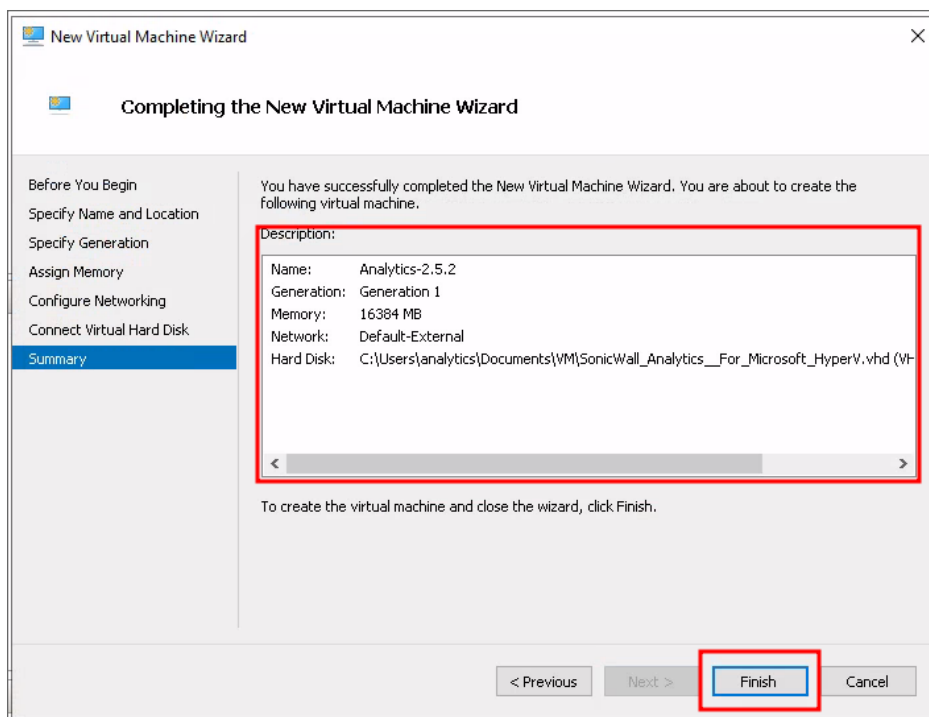 New Virtual Machine Wizard
Completing the New Virtual Machine Wizard
Before You Begin
Specify Name and Location
Specify Generation
Assign Memory
Configure Networking
Connect Virtual Hard Disk
Summary
You have successfully completed the New Virtual Machine Wizard. You are about to create the
following virtual machine.
Description:
Name: Analytics-2.5.2
Generation: Generation 1
Memory: 16384 MB
Network: Default-External
Hard Disk: C:\Users\analytics\Documents\VM\SonicWall_Analytics__For_Microsoft_HyperV.vhd (VH
To create the virtual machine and close the wizard, click Finish.
< Previous Next > Finish Cancel